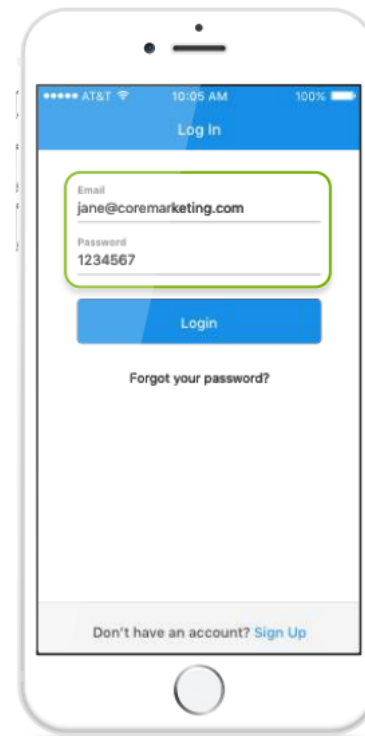 AT&T 10:05 AM 100%
Log In
Email
jane@coremarketing.com
Password
1234567
Login
Forgot your password?
Don't have an account? Sign Up